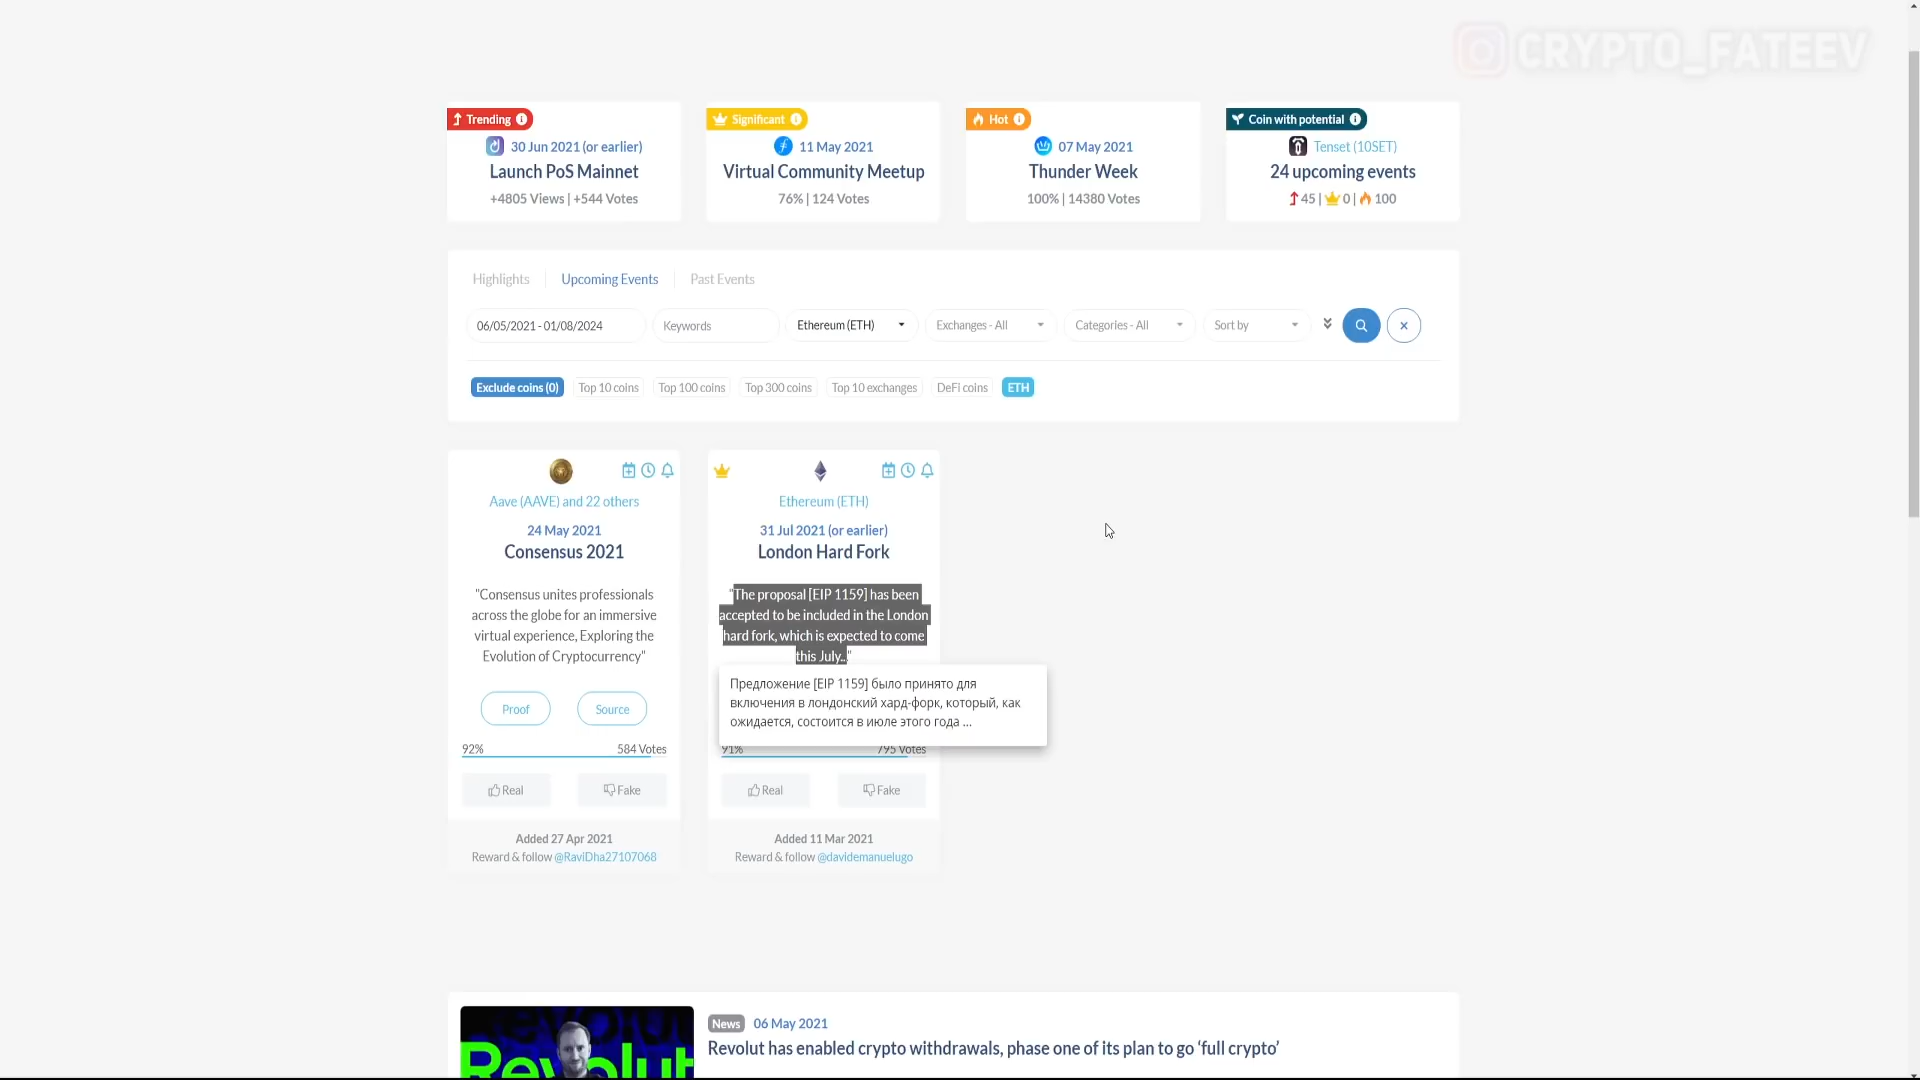 CRYPTO_FATEEV
Trending
30 Jun 2021 (or earlier)
Launch PoS Mainnet
+4805 Views | +544 Votes
Significant
11 May 2021
Virtual Community Meetup
76% | 124 Votes
Hot
07 May 2021
Thunder Week
100% | 14380 Votes
Coin with potential
Tenset (10SET)
24 upcoming events
45 | 0 | 100
Highlights
Upcoming Events
Past Events
06/05/2021 - 01/08/2024
Keywords
Ethereum (ETH)
Exchanges - All
Categories - All
Sort by
Exclude coins (0)
Top 10 coins
Top 100 coins
Top 300 coins
Top 10 exchanges
DeFi coins
ETH
Aave (AAVE) and 22 others
24 May 2021
Consensus 2021
"Consensus unites professionals
across the globe for an immersive
virtual experience, Exploring the
Evolution of Cryptocurrency"
Proof
Source
92%
584 Votes
Real
Fake
Added 27 Apr 2021
Reward & follow @RaviDha27107068
Ethereum (ETH)
31 Jul 2021 (or earlier)
London Hard Fork
"The proposal [EIP 1159] has been
accepted to be included in the London
hard fork, which is expected to come
this July.."
Предложение [EIP 1159] было принято для
включения в лондонский хард-форк, который, как
ожидается, состоится в июле этого года ...
91%
795 Votes
Real
Fake
Added 11 Mar 2021
Reward & follow @davidemanuelugo
Revolut
News
06 May 2021
Revolut has enabled crypto withdrawals, phase one of its plan to go ‘full crypto’